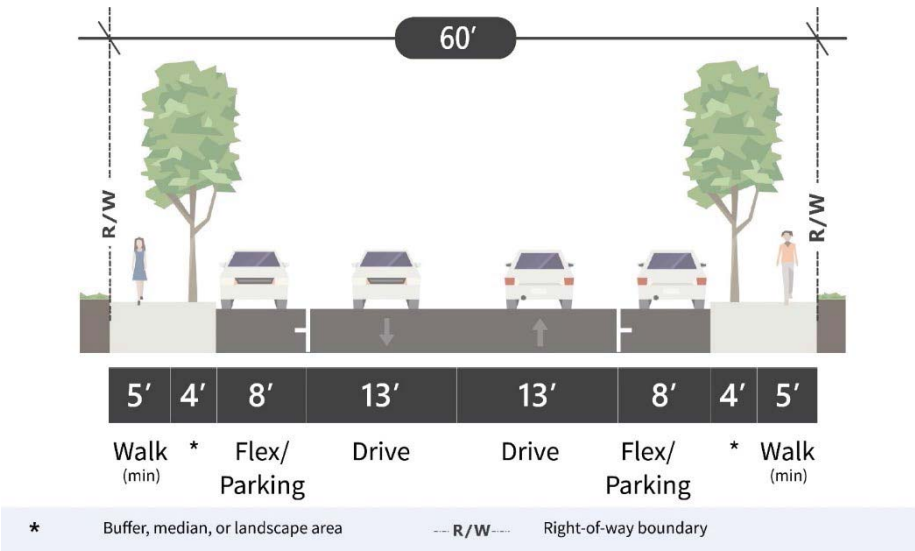 60′
R/W
R/W
5′ 4′ 8′ 13′ 13′ 8′ 4′ 5′
Walk * Flex/ Drive Drive Flex/ * Walk
(min) Parking Parking (min)
* Buffer, median, or landscape area R/W Right-of-way boundary